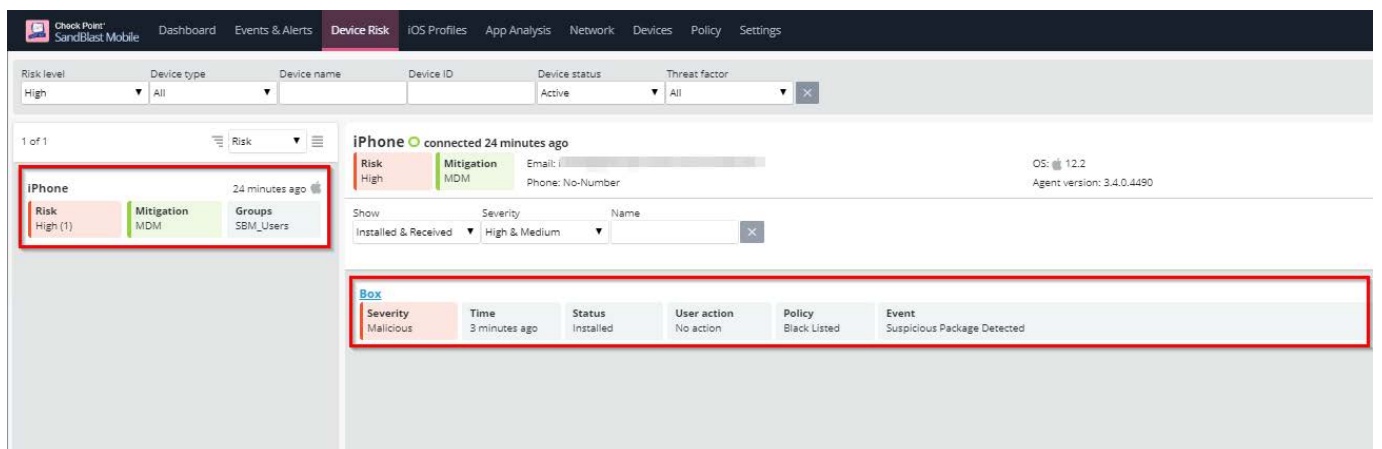 Check Point'
SandBlast Mobile
Dashboard Events & Alerts Device Risk iOS Profiles App Analysis Network Devices Policy Settings
Risk level Device type Device name Device ID Device status Threat factor
High All Active All
1 of 1 Risk
iPhone 24 minutes ago
Risk Mitigation Groups
High (1) MDM SBM_Users
iPhone connected 24 minutes ago
Risk Mitigation Email:
High MDM Phone: No-Number
OS: 12.2
Agent version: 3.4.0.4490
Show Severity Name
Installed & Received High & Medium
Box
Severity Time Status User action Policy Event
Malicious 3 minutes ago Installed No action Black Listed Suspicious Package Detected